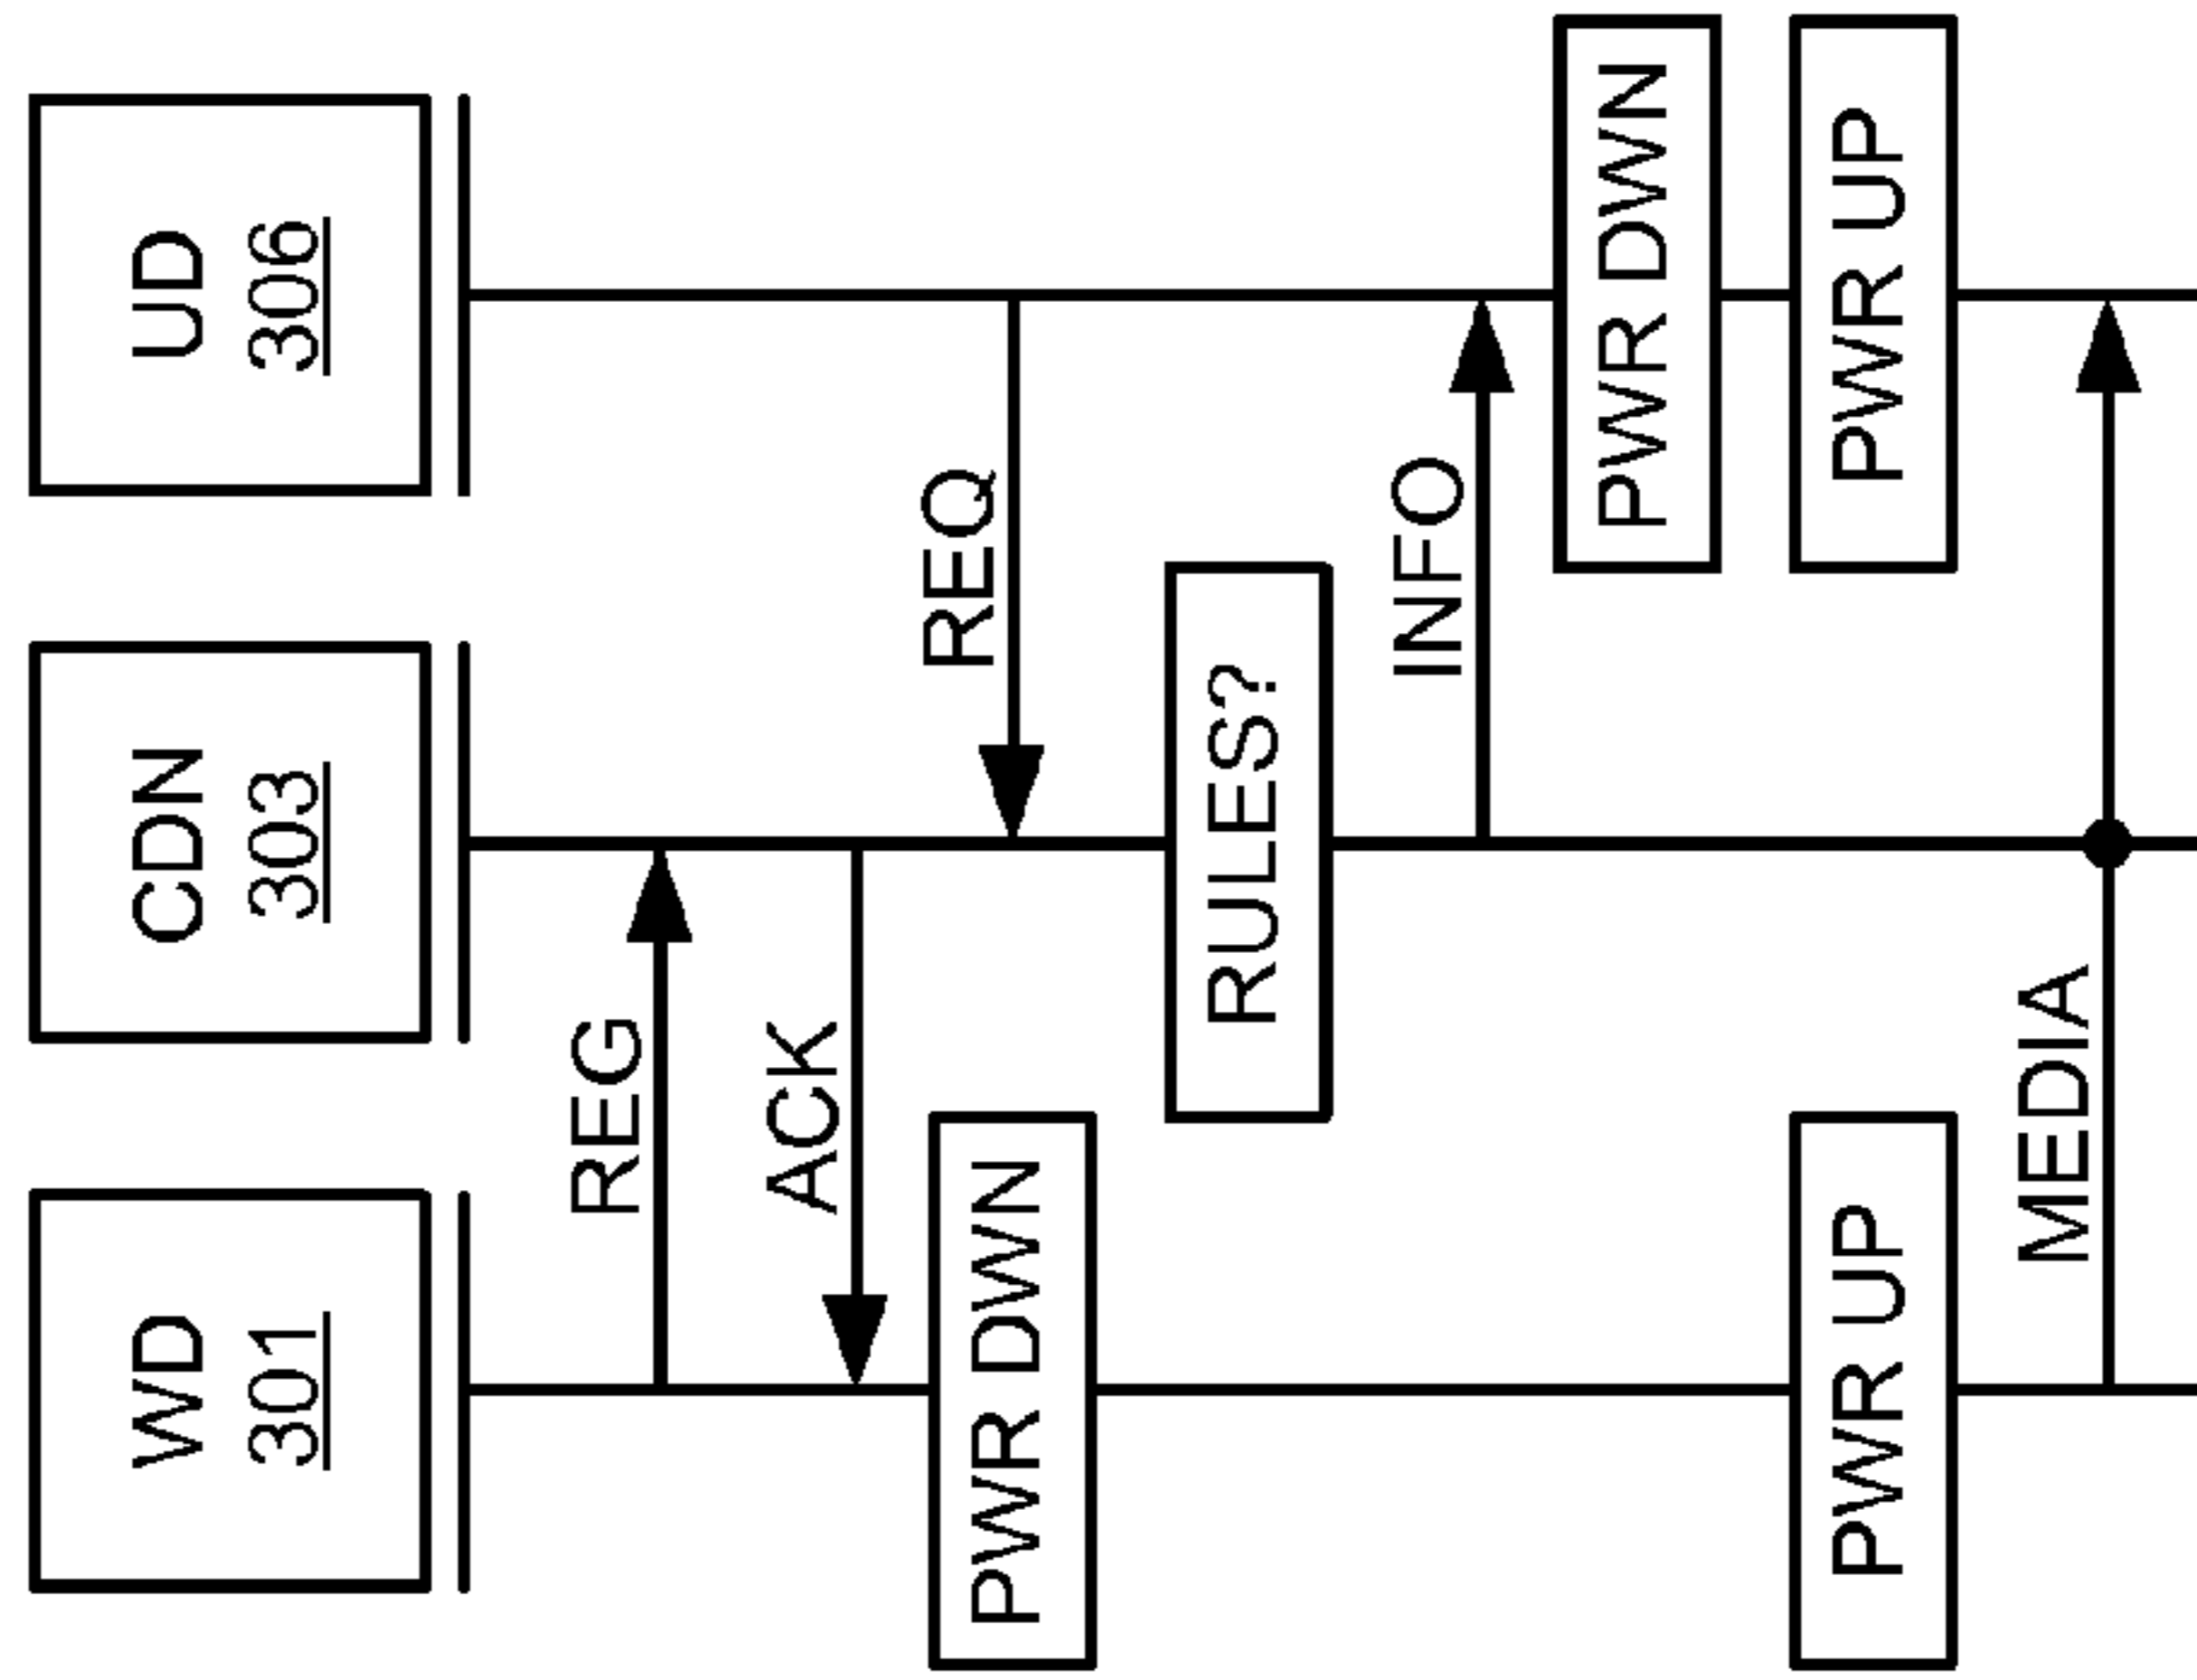 WD
301
CDN
303
UD
306
REG
ACK
PWR DWN
REQ
RULES?
INFO
PWR DWN
PWR UP
PWR UP
MEDIA